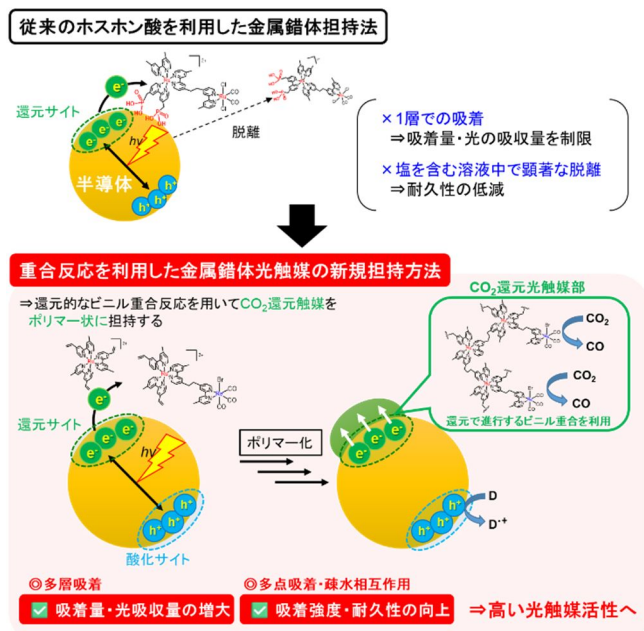 従来のホスホン酸を利用した金属錯体担持法
還元サイト
e-
e- e- e-
hν
半導体
h+ h+ h+
脱離
×1層での吸着
⇒吸着量・光の吸収量を制限
×塩を含む溶液中で顕著な脱離
⇒耐久性の低減
重合反応を利用した金属錯体光触媒の新規担持方法
⇒還元的なビニル重合反応を用いてCO2還元触媒を
ポリマー状に担持する
還元サイト
e-
e- e- e-
hν
h+ h+ h+
酸化サイト
ポリマー化
CO2還元光触媒部
CO2
CO
CO2
CO
還元で進行するビニル重合を利用
e- e- e-
h+ h+ h+
D
D·+
◎多層吸着
✅ 吸着量・光吸収量の増大
◎多点吸着・疎水相互作用
✅ 吸着強度・耐久性の向上
⇒高い光触媒活性へ